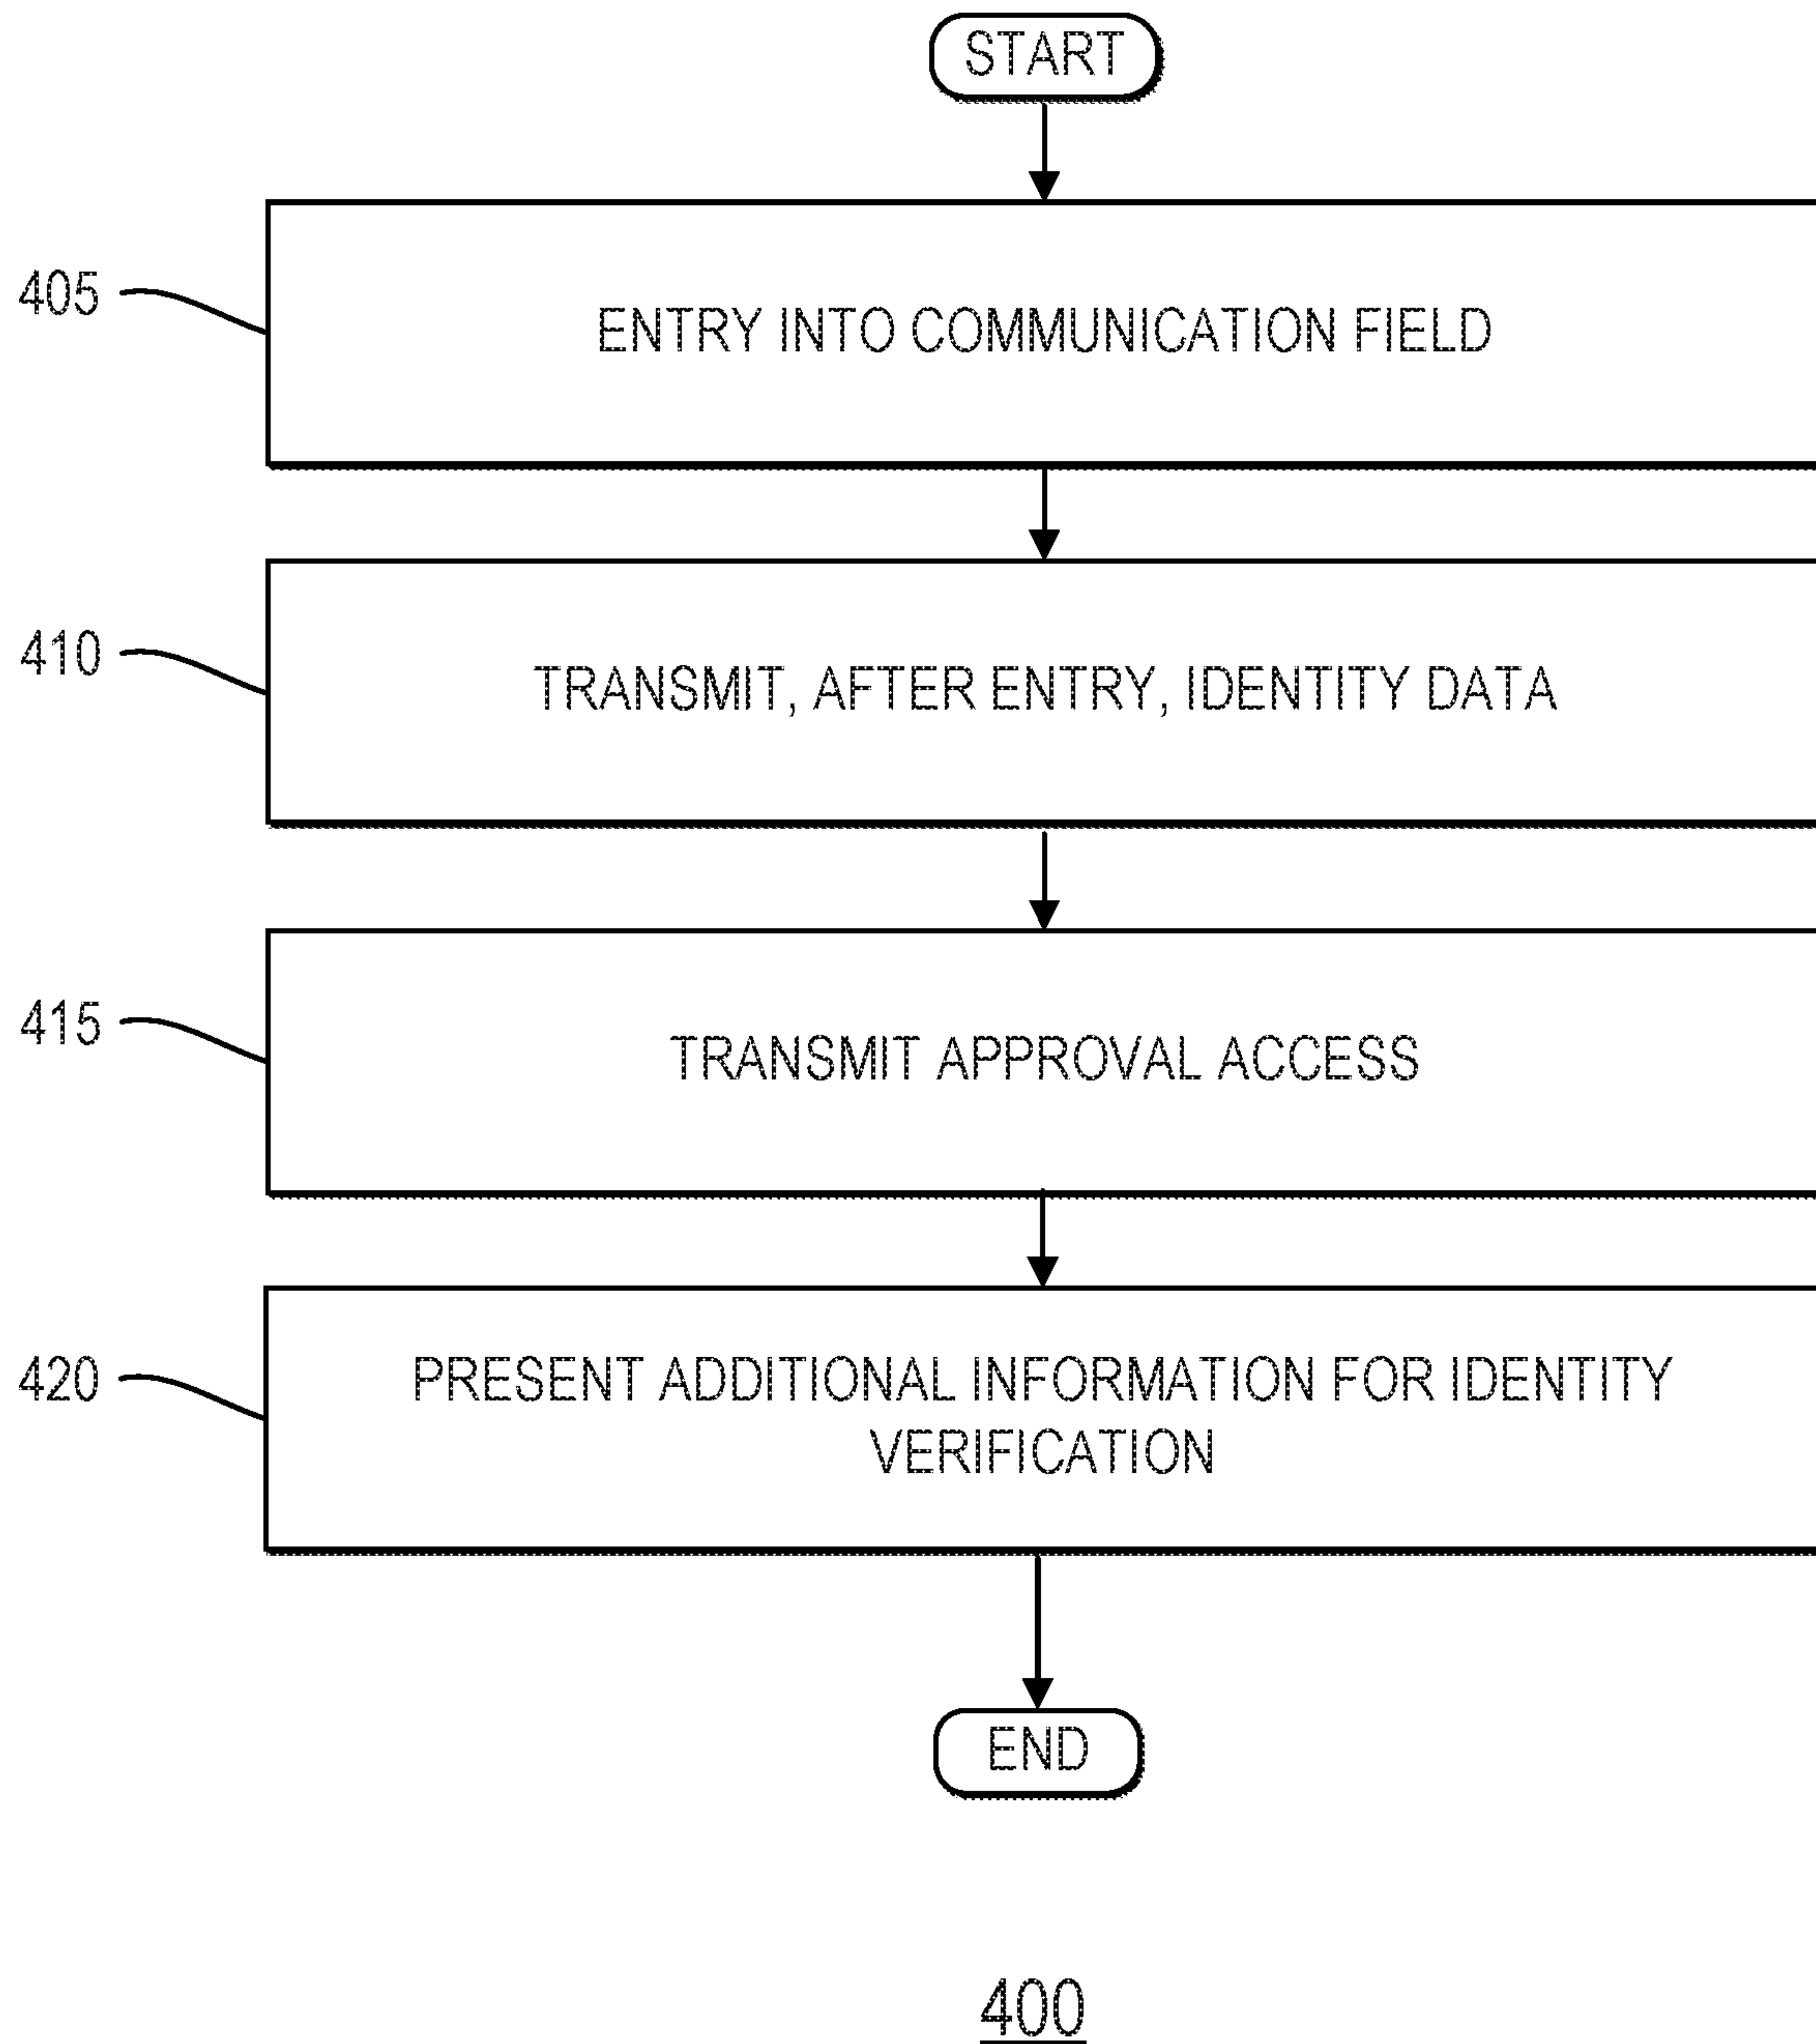 START
405
ENTRY INTO COMMUNICATION FIELD
410
TRANSMIT, AFTER ENTRY, IDENTITY DATA
415
TRANSMIT APPROVAL ACCESS
420
PRESENT ADDITIONAL INFORMATION FOR IDENTITY
VERIFICATION
END
400